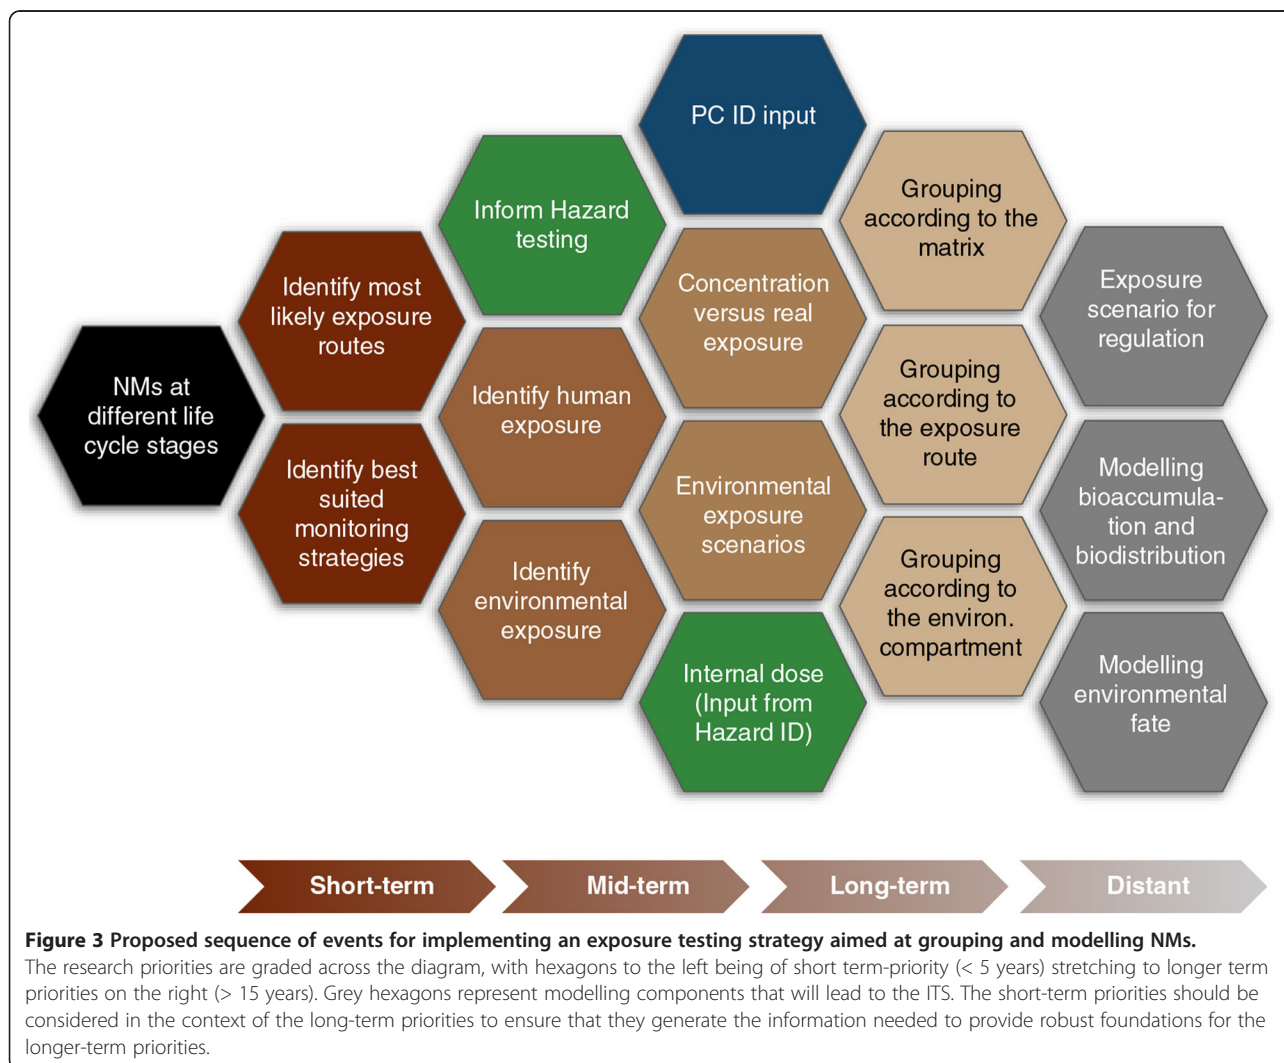 PC ID input
Inform Hazard
testing
Grouping
according to the
matrix
Identify most
likely exposure
routes
Concentration
versus real
exposure
Exposure
scenario for
regulation
NMs at
different life
cycle stages
Identify human
exposure
Grouping
according to
the exposure
route
Identify best
suited
monitoring
strategies
Environmental
exposure
scenarios
Modelling
bioaccumula-
tion and
biodistribution
Identify
environmental
exposure
Grouping
according to
the environ.
compartment
Internal dose
(Input from
Hazard ID)
Modelling
environmental
fate
Short-term
Mid-term
Long-term
Distant
Figure 3 Proposed sequence of events for implementing an exposure testing strategy aimed at grouping and modelling NMs.
The research priorities are graded across the diagram, with hexagons to the left being of short term-priority (< 5 years) stretching to longer term
priorities on the right (> 15 years). Grey hexagons represent modelling components that will lead to the ITS. The short-term priorities should be
considered in the context of the long-term priorities to ensure that they generate the information needed to provide robust foundations for the
longer-term priorities.